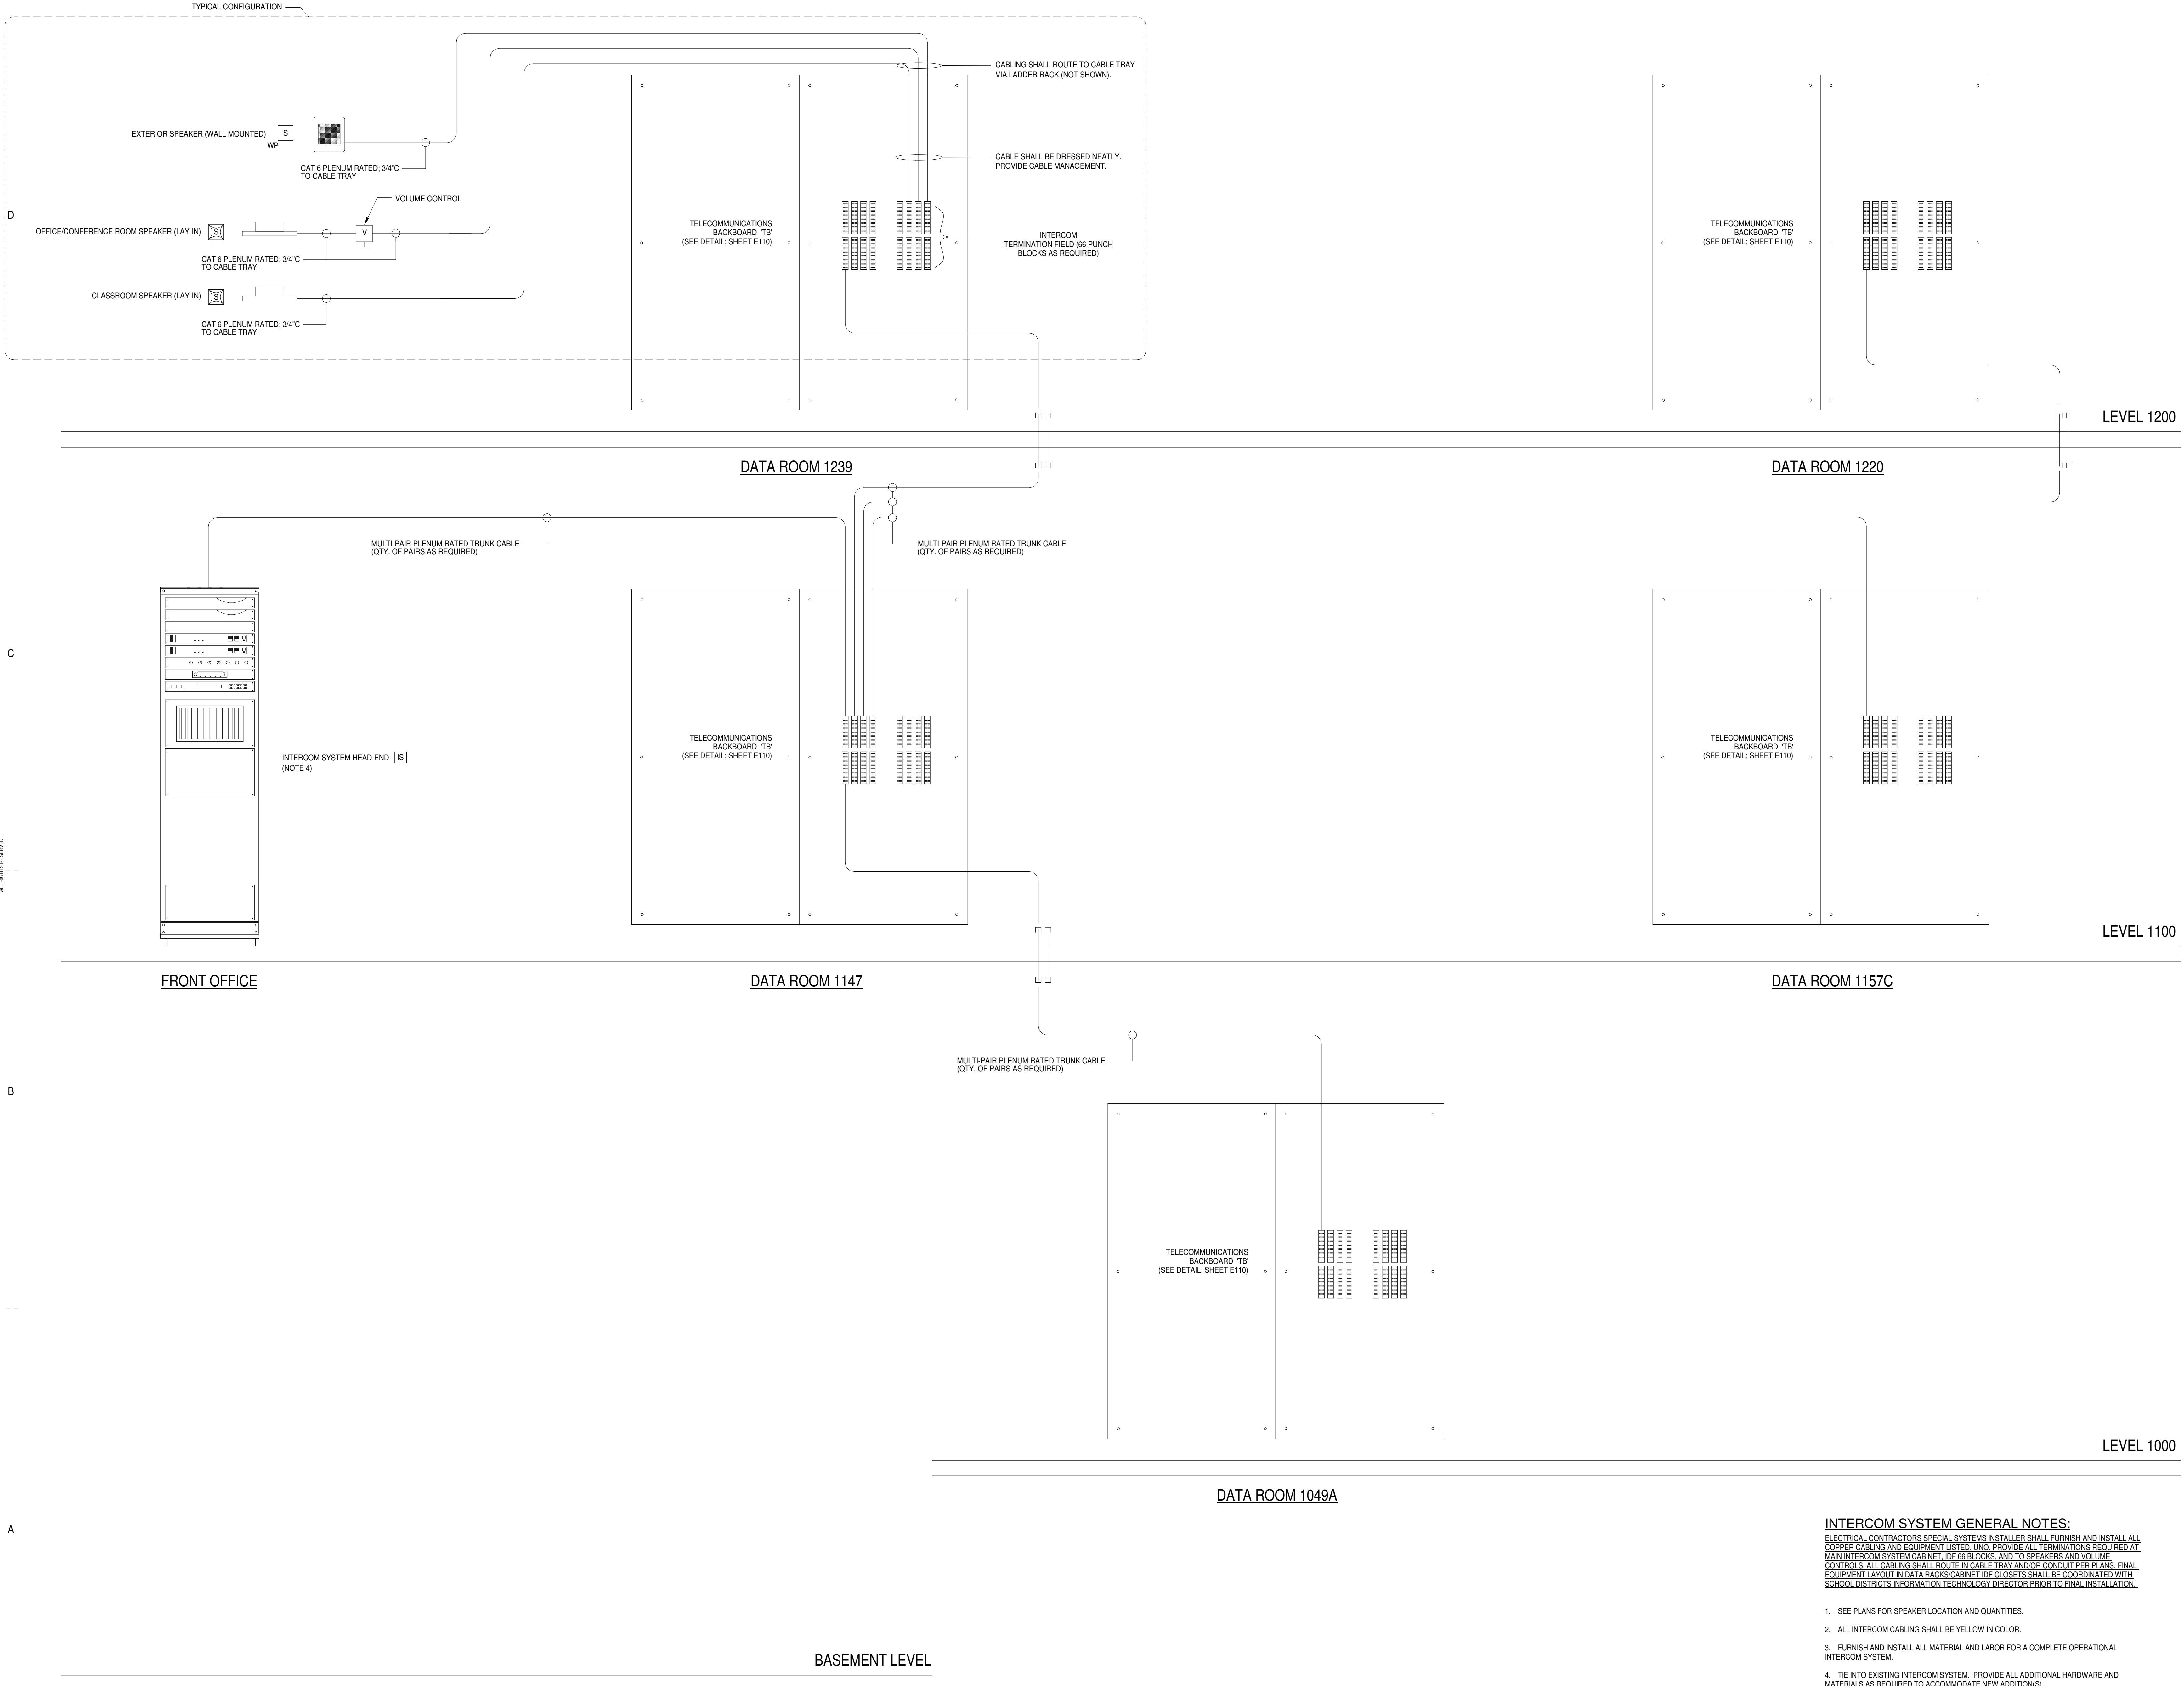 TYPICAL CONFIGURATION
CABLING SHALL ROUTE TO CABLE TRAY
VIA LADDER RACK (NOT SHOWN).
EXTERIOR SPEAKER (WALL MOUNTED)
S
WP
CAT 6 PLENUM RATED; 3/4"C
TO CABLE TRAY
CABLE SHALL BE DRESSED NEATLY.
PROVIDE CABLE MANAGEMENT.
VOLUME CONTROL
D
OFFICE/CONFERENCE ROOM SPEAKER (LAY-IN)
S
V
CAT 6 PLENUM RATED; 3/4"C
TO CABLE TRAY
TELECOMMUNICATIONS
BACKBOARD 'TB'
(SEE DETAIL; SHEET E110)
INTERCOM
TERMINATION FIELD (66 PUNCH
BLOCKS AS REQUIRED)
TELECOMMUNICATIONS
BACKBOARD 'TB'
(SEE DETAIL; SHEET E110)
CLASSROOM SPEAKER (LAY-IN)
S
CAT 6 PLENUM RATED; 3/4"C
TO CABLE TRAY
LEVEL 1200
DATA ROOM 1239
DATA ROOM 1220
MULTI-PAIR PLENUM RATED TRUNK CABLE
(QTY. OF PAIRS AS REQUIRED)
MULTI-PAIR PLENUM RATED TRUNK CABLE
(QTY. OF PAIRS AS REQUIRED)
C
INTERCOM SYSTEM HEAD-END
IS
(NOTE 4)
TELECOMMUNICATIONS
BACKBOARD 'TB'
(SEE DETAIL; SHEET E110)
TELECOMMUNICATIONS
BACKBOARD 'TB'
(SEE DETAIL; SHEET E110)
ALL RIGHTS RESERVED
LEVEL 1100
FRONT OFFICE
DATA ROOM 1147
DATA ROOM 1157C
MULTI-PAIR PLENUM RATED TRUNK CABLE
(QTY. OF PAIRS AS REQUIRED)
B
TELECOMMUNICATIONS
BACKBOARD 'TB'
(SEE DETAIL; SHEET E110)
LEVEL 1000
DATA ROOM 1049A
A
INTERCOM SYSTEM GENERAL NOTES:
ELECTRICAL CONTRACTORS SPECIAL SYSTEMS INSTALLER SHALL FURNISH AND INSTALL ALL
COPPER CABLING AND EQUIPMENT LISTED, UNO. PROVIDE ALL TERMINATIONS REQUIRED AT
MAIN INTERCOM SYSTEM CABINET, IDF 66 BLOCKS, AND TO SPEAKERS AND VOLUME
CONTROLS. ALL CABLING SHALL ROUTE IN CABLE TRAY AND/OR CONDUIT PER PLANS. FINAL
EQUIPMENT LAYOUT IN DATA RACKS/CABINET IDF CLOSETS SHALL BE COORDINATED WITH
SCHOOL DISTRICTS INFORMATION TECHNOLOGY DIRECTOR PRIOR TO FINAL INSTALLATION.
1. SEE PLANS FOR SPEAKER LOCATION AND QUANTITIES.
2. ALL INTERCOM CABLING SHALL BE YELLOW IN COLOR.
3. FURNISH AND INSTALL ALL MATERIAL AND LABOR FOR A COMPLETE OPERATIONAL
INTERCOM SYSTEM.
4. TIE INTO EXISTING INTERCOM SYSTEM. PROVIDE ALL ADDITIONAL HARDWARE AND
MATERIALS AS REQUIRED TO ACCOMMODATE NEW ADDITION(S)
BASEMENT LEVEL